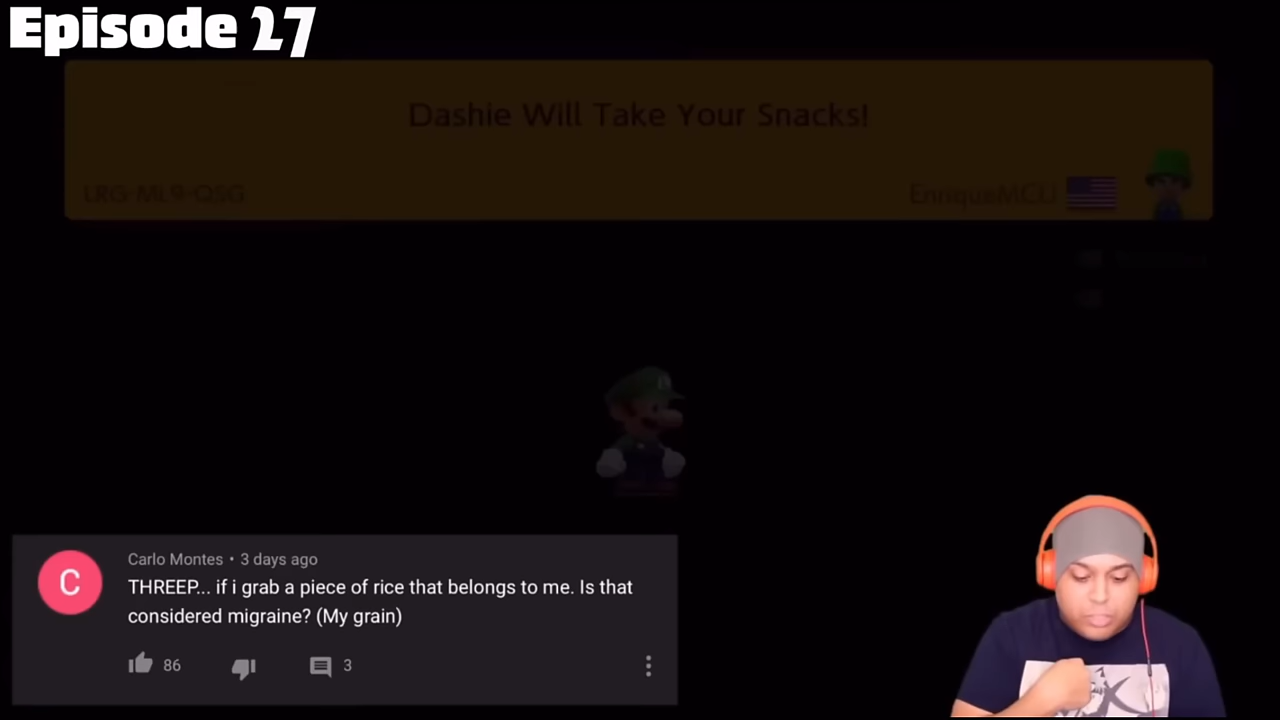 Episode 27
Dashie Will Take Your Snacks!
EnriqueMCLI
C
Carlo Montes • 3 days ago
THREEP... if i grab a piece of rice that belongs to me. Is that
considered migraine? (My grain)
86
3